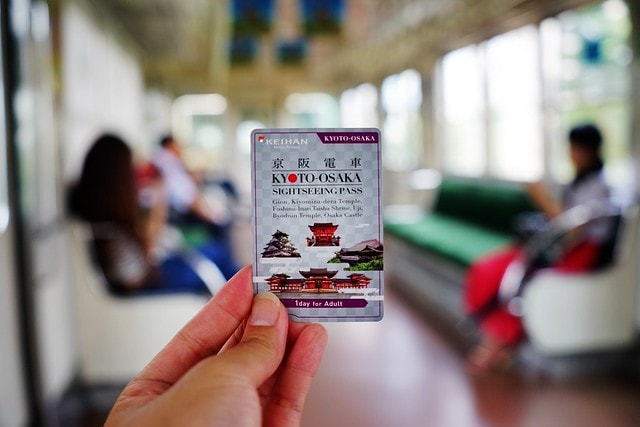 KEIHAN
KYOTO-OSAKA
京阪電車
KYOTO-OSAKA
SIGHTSEEING PASS
Gion, Kiyomizu-dera Temple,
Fushimi-Inari Taisha Shrine, Uji,
Byodoin Temple, Osaka Castle
1day for Adult